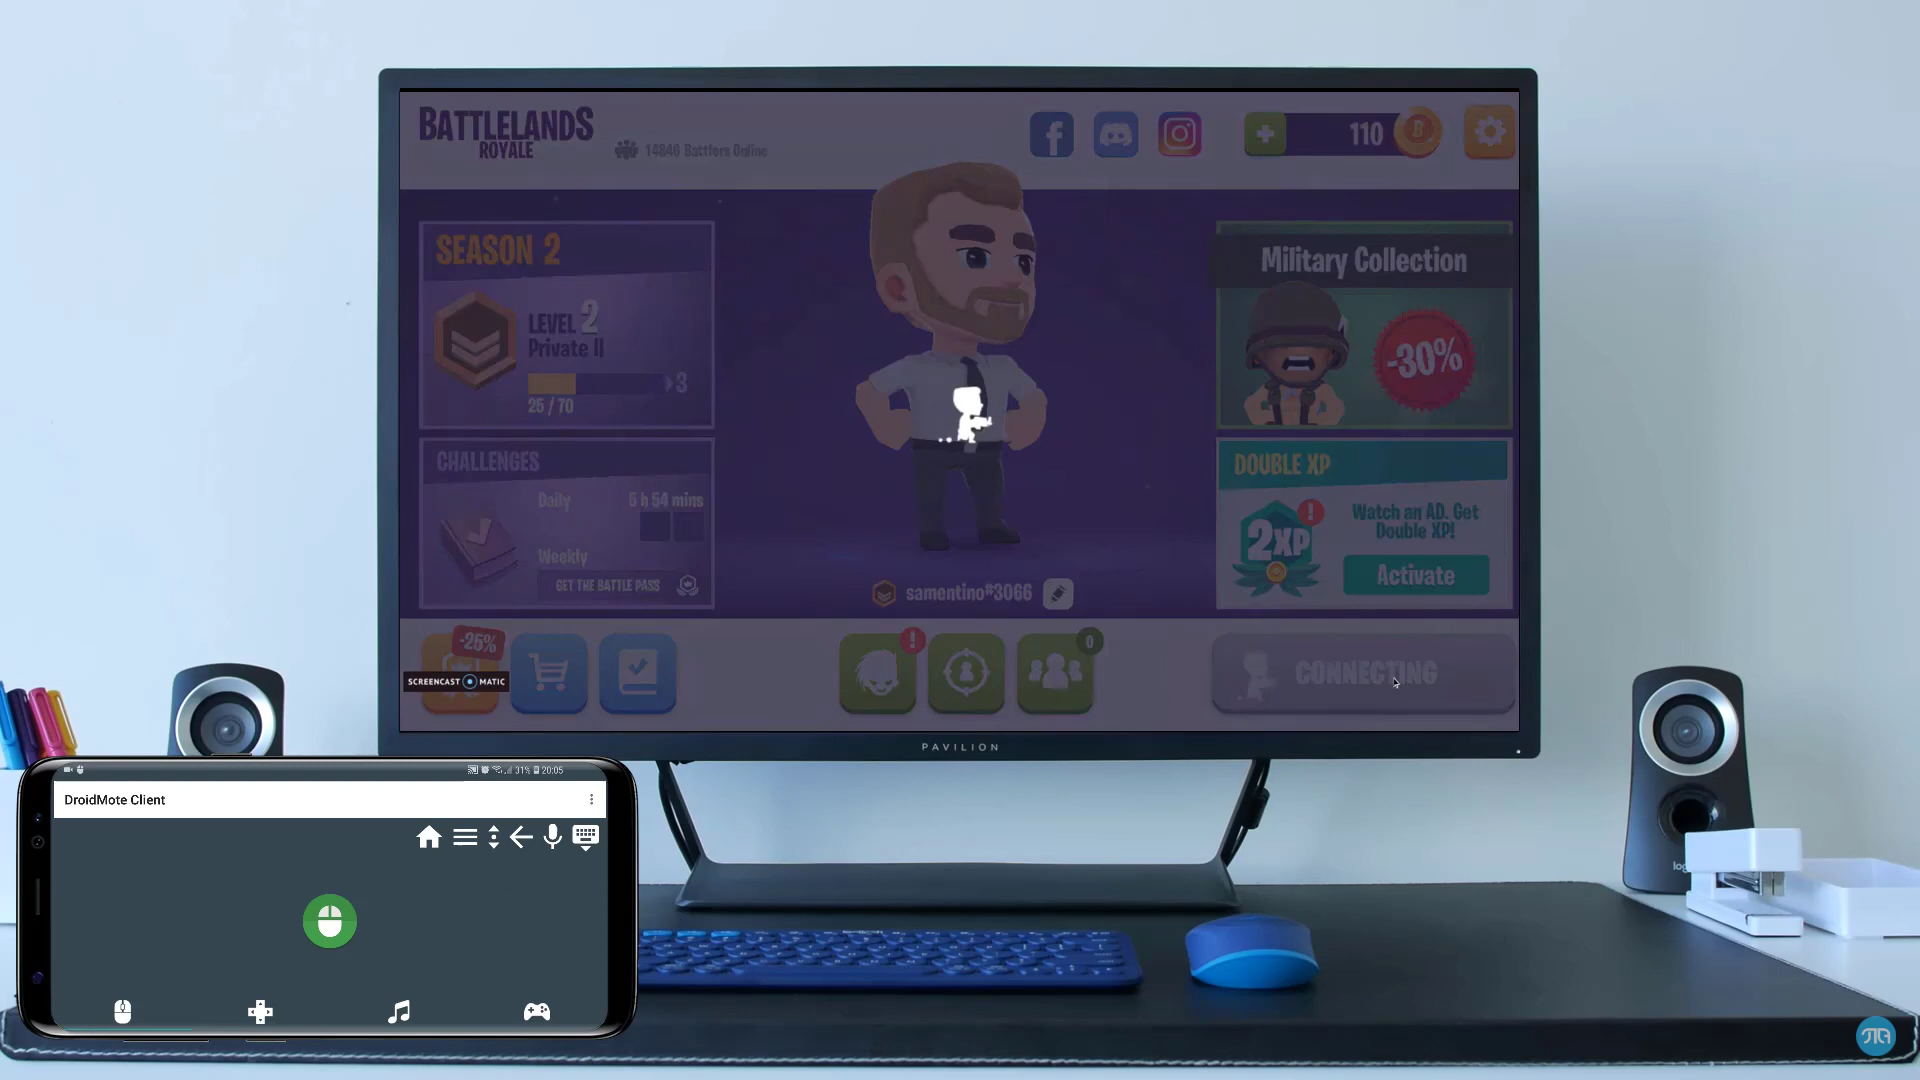 BATTLELANDS
ROYALE
14846 Battlers Online
110
SEASON 2
LEVEL 2
Private II
3
25 / 70
CHALLENGES
Daily
5 h 54 mins
Weekly
GET THE BATTLE PASS
samentino#3066
Military Collection
-30%
DOUBLE XP
2XP
!
Watch an AD. Get
Double XP!
Activate
-25%
!
0
CONNECTING
SCREENCAST MATIC
PAVILION
31% 20:05
DroidMote Client
log